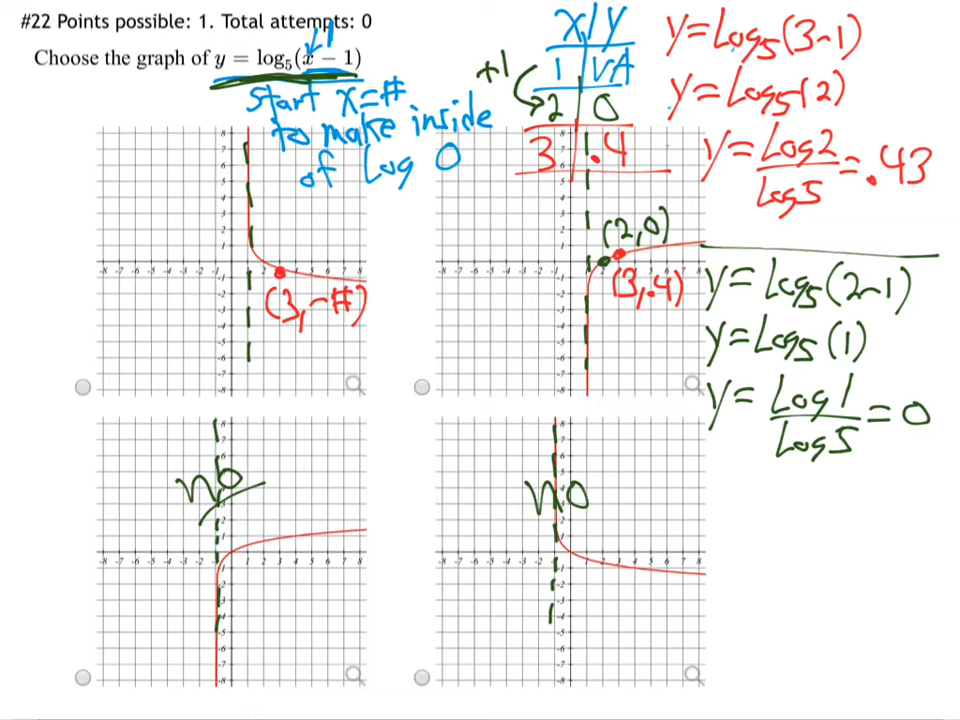 #22 Points possible: 1. Total attempts: 0
Choose the graph of y = log₅(x − 1)
1
start x=#
to make inside
of Log 0
x | y
1 | VA
+1
2 | 0
3 | .4
y=Log5(3-1)
y=Log5(2)
y=Log2/Log5=.43
(3,-#)
(2,0)
(3,.4)
y=Log5(2-1)
y=Log5(1)
y=Log1/Log5=0
no
no